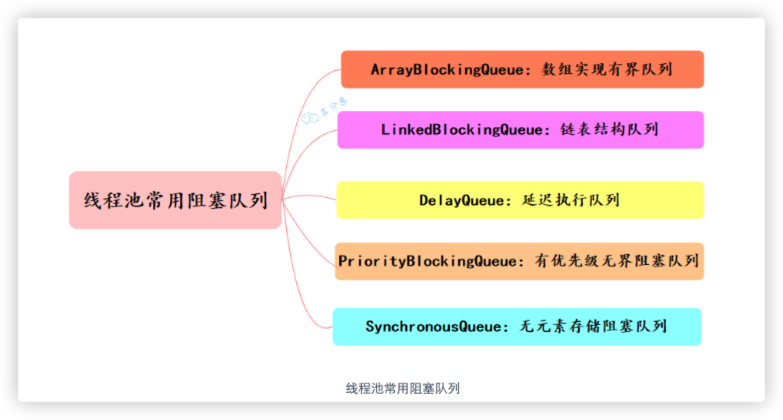 ArrayBlockingQueue: 数组实现有界队列
LinkedBlockingQueue: 链表结构队列
线程池常用阻塞队列
DelayQueue: 延迟执行队列
PriorityBlockingQueue: 有优先级无界阻塞队列
SynchronousQueue: 无元素存储阻塞队列
线程池常用阻塞队列